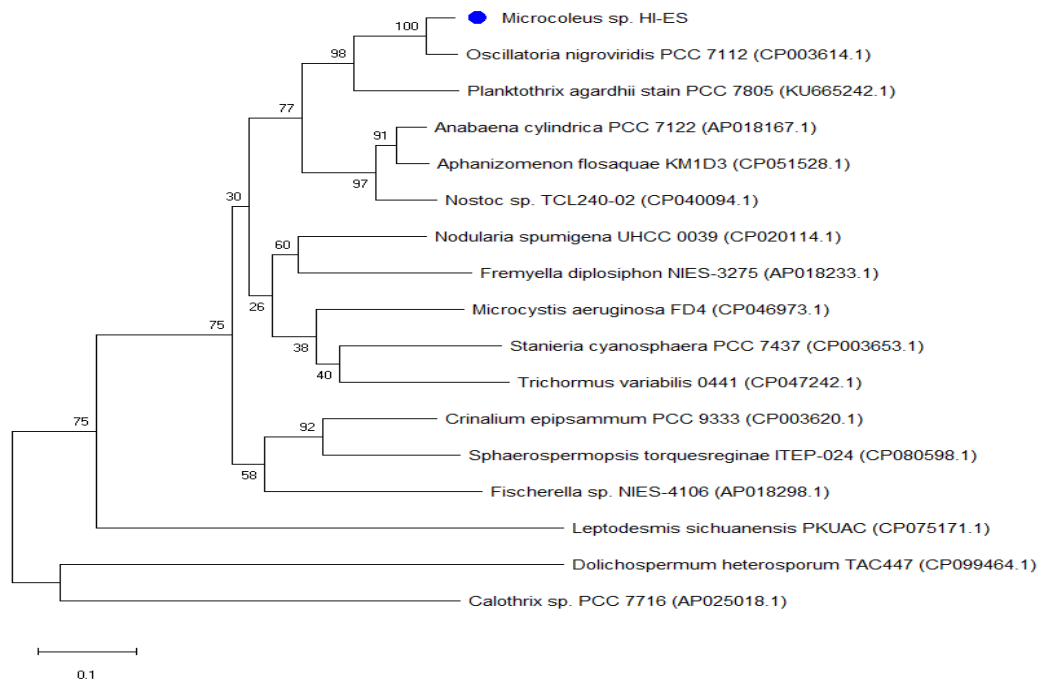 Microcoleus sp. HI-ES
100
Oscillatoria nigroviridis PCC 7112 (CP003614.1)
98
Planktothrix agardhii stain PCC 7805 (KU665242.1)
77
Anabaena cylindrica PCC 7122 (AP018167.1)
91
Aphanizomenon flosaquae KM1D3 (CP051528.1)
97
Nostoc sp. TCL240-02 (CP040094.1)
30
Nodularia spumigena UHCC 0039 (CP020114.1)
60
Fremyella diplosiphon NIES-3275 (AP018233.1)
26
Microcystis aeruginosa FD4 (CP046973.1)
75
38
Stanieria cyanosphaera PCC 7437 (CP003653.1)
40
Trichormus variabilis 0441 (CP047242.1)
75
Crinalium epipsammum PCC 9333 (CP003620.1)
92
Sphaerospermopsis torquesreginae ITEP-024 (CP080598.1)
58
Fischerella sp. NIES-4106 (AP018298.1)
Leptodesmis sichuanensis PKUAC (CP075171.1)
Dolichospermum heterosporum TAC447 (CP099464.1)
Calothrix sp. PCC 7716 (AP025018.1)
0.1